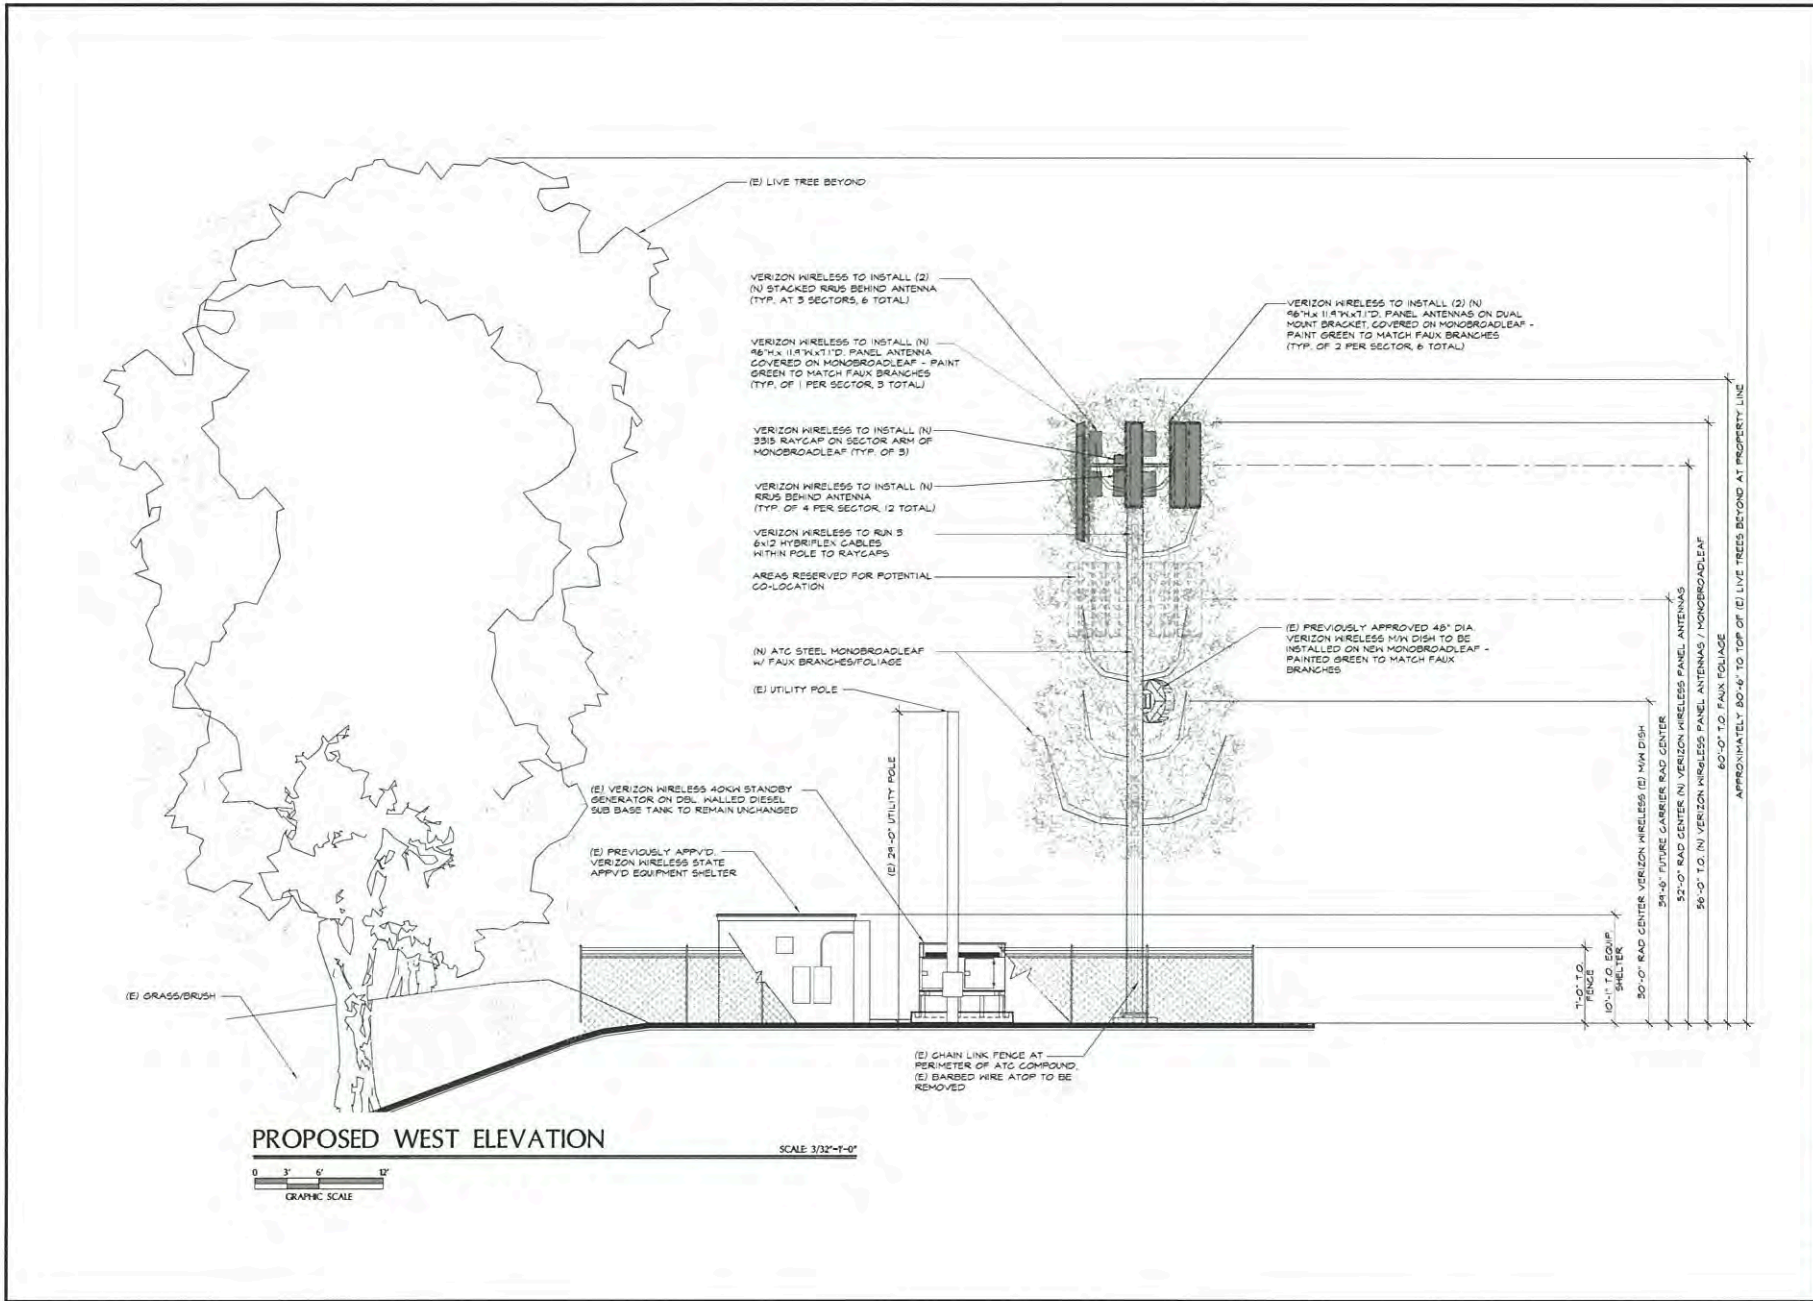 (E) LIVE TREE BEYOND
VERIZON WIRELESS TO INSTALL (2)
(N) STACKED RRUS BEHIND ANTENNA
(TYP. AT 3 SECTORS, 6 TOTAL)
VERIZON WIRELESS TO INSTALL (N)
96"H.x 11.9"W.x7.1"D. PANEL ANTENNA
COVERED ON MONOBROADLEAF - PAINT
GREEN TO MATCH FAUX BRANCHES
(TYP. OF 1 PER SECTOR, 3 TOTAL)
VERIZON WIRELESS TO INSTALL (N)
3315 RAYCAP ON SECTOR ARM OF
MONOBROADLEAF (TYP. OF 3)
VERIZON WIRELESS TO INSTALL (N)
RRUS BEHIND ANTENNA
(TYP. OF 4 PER SECTOR, 12 TOTAL)
VERIZON WIRELESS TO RUN 3
6x12 HYBRIFLEX CABLES
WITHIN POLE TO RAYCAPS
AREAS RESERVED FOR POTENTIAL
CO-LOCATION
(N) ATC STEEL MONOBROADLEAF
W/ FAUX BRANCHES/FOLIAGE
(E) UTILITY POLE
VERIZON WIRELESS TO INSTALL (2) (N)
96"H.x 11.9"W.x7.1"D. PANEL ANTENNAS ON DUAL
MOUNT BRACKET, COVERED ON MONOBROADLEAF -
PAINT GREEN TO MATCH FAUX BRANCHES
(TYP. OF 2 PER SECTOR, 6 TOTAL)
(E) PREVIOUSLY APPROVED 48" DIA.
VERIZON WIRELESS M/W DISH TO BE
INSTALLED ON NEW MONOBROADLEAF -
PAINTED GREEN TO MATCH FAUX
BRANCHES
(E) VERIZON WIRELESS 40KW STANDBY
GENERATOR ON DBL. WALLED DIESEL
SUB BASE TANK TO REMAIN UNCHANGED
(E) PREVIOUSLY APPV'D.
VERIZON WIRELESS STATE
APPV'D EQUIPMENT SHELTER
(E) 29'-0" UTILITY POLE
(E) GRASS/BRUSH
(E) CHAIN LINK FENCE AT
PERIMETER OF ATC COMPOUND,
(E) BARBED WIRE ATOP TO BE
REMOVED
7'-0" T.O.
FENCE
10'-1" T.O. EQUIP.
SHELTER
30'-0" RAD CENTER VERIZON WIRELESS (E) M/W DISH
39'-6" FUTURE CARRIER RAD CENTER
52'-0" RAD CENTER (N) VERIZON WIRELESS PANEL ANTENNAS
56'-0" T.O. (N) VERIZON WIRELESS PANEL ANTENNAS / MONOBROADLEAF
60'-0" T.O. FAUX FOLIAGE
APPROXIMATELY 80'-6" TO TOP OF (E) LIVE TREES BEYOND AT PROPERTY LINE
PROPOSED WEST ELEVATION
SCALE: 3/32"=1'-0"
0 3' 6' 12'
GRAPHIC SCALE